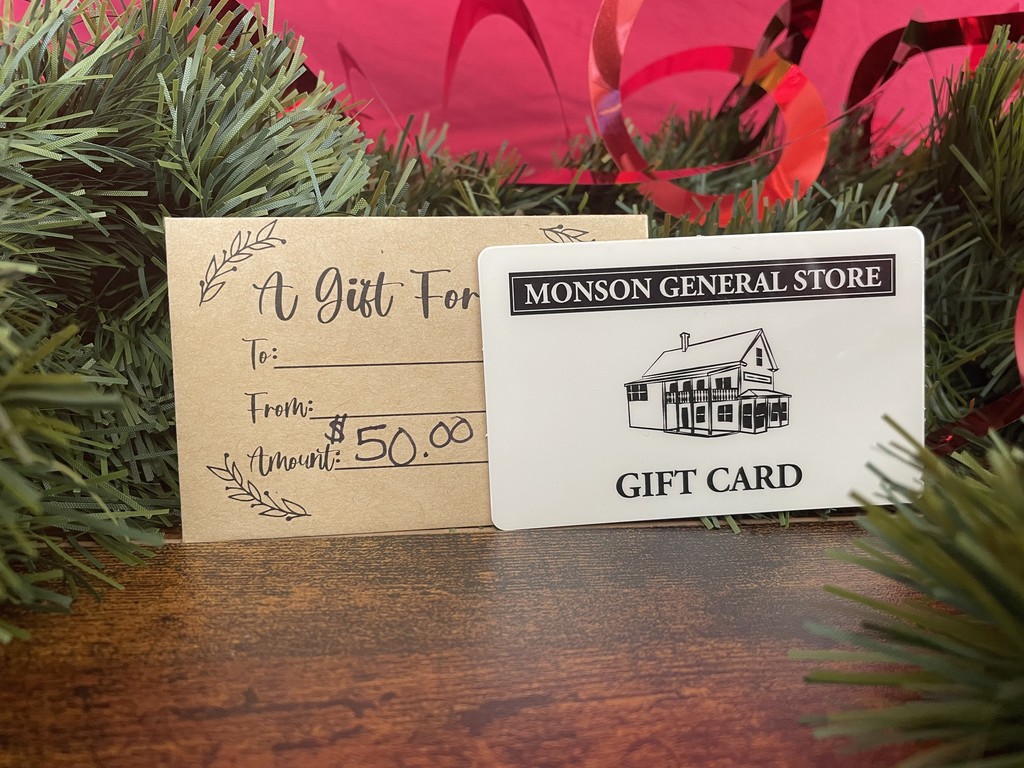 A Gift For
To:
From:
Amount: $50.00
MONSON GENERAL STORE
GIFT CARD